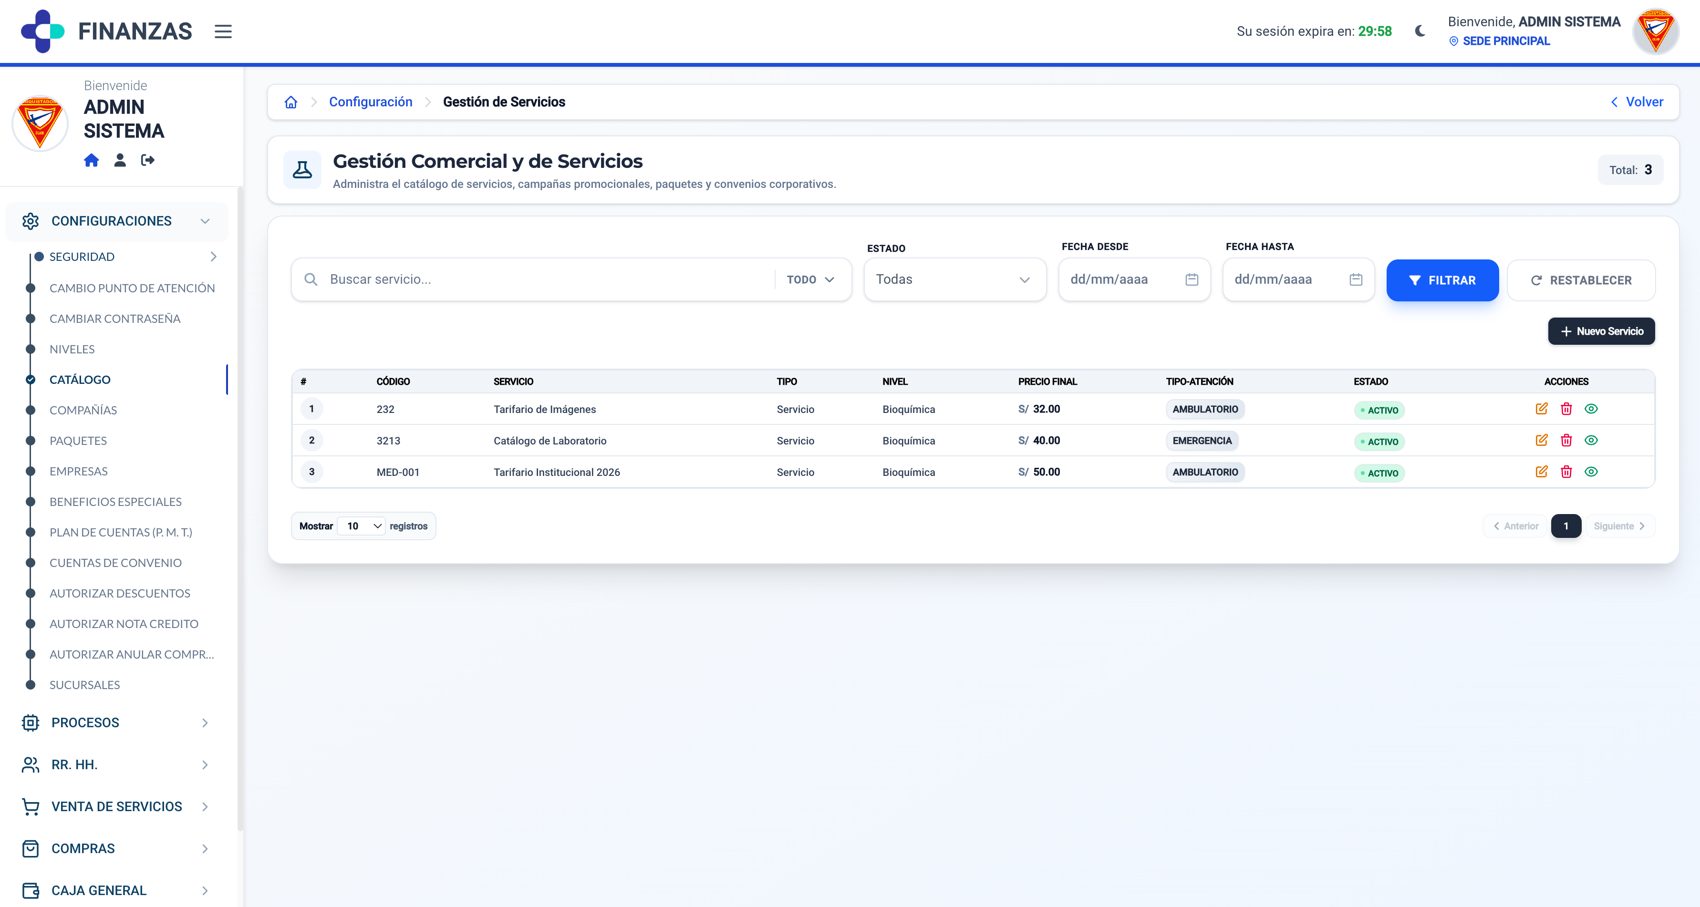 FINANZAS
Su sesión expira en: 29:58
Bienvenide, ADMIN SISTEMA
SEDE PRINCIPAL
Bienvenide
ADMIN
SISTEMA
CONFIGURACIONES
SEGURIDAD
CAMBIO PUNTO DE ATENCIÓN
CAMBIAR CONTRASEÑA
NIVELES
CATÁLOGO
COMPAÑÍAS
PAQUETES
EMPRESAS
BENEFICIOS ESPECIALES
PLAN DE CUENTAS (P. M. T.)
CUENTAS DE CONVENIO
AUTORIZAR DESCUENTOS
AUTORIZAR NOTA CREDITO
AUTORIZAR ANULAR COMPR...
SUCURSALES
PROCESOS
RR. HH.
VENTA DE SERVICIOS
COMPRAS
CAJA GENERAL
Configuración
Gestión de Servicios
Volver
Gestión Comercial y de Servicios
Administra el catálogo de servicios, campañas promocionales, paquetes y convenios corporativos.
Total: 3
ESTADO
FECHA DESDE
FECHA HASTA
Buscar servicio...
TODO
Todas
dd/mm/aaaa
dd/mm/aaaa
FILTRAR
RESTABLECER
Nuevo Servicio
# CÓDIGO SERVICIO TIPO NIVEL PRECIO FINAL TIPO-ATENCIÓN ESTADO ACCIONES
1 232 Tarifario de Imágenes Servicio Bioquímica S/ 32.00 AMBULATORIO ACTIVO
2 3213 Catálogo de Laboratorio Servicio Bioquímica S/ 40.00 EMERGENCIA ACTIVO
3 MED-001 Tarifario Institucional 2026 Servicio Bioquímica S/ 50.00 AMBULATORIO ACTIVO
Mostrar 10 registros
Anterior 1 Siguiente